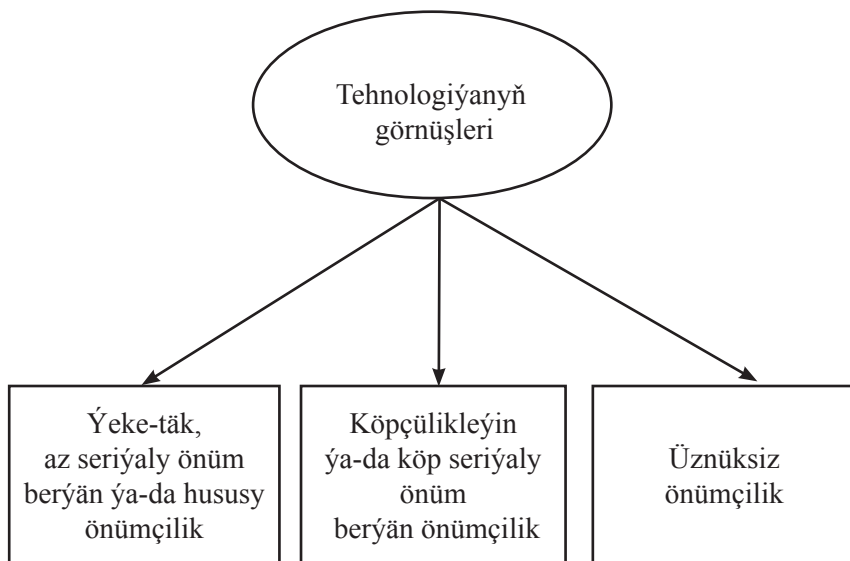 Tehnologiýanyň
görnüşleri
Ýeke-täk,
az seriýaly önüm
berýän ýa-da hususy
önümçilik
Köpçülikleýin
ýa-da köp seriýaly
önüm
berýän önümçilik
Üznüksiz
önümçilik